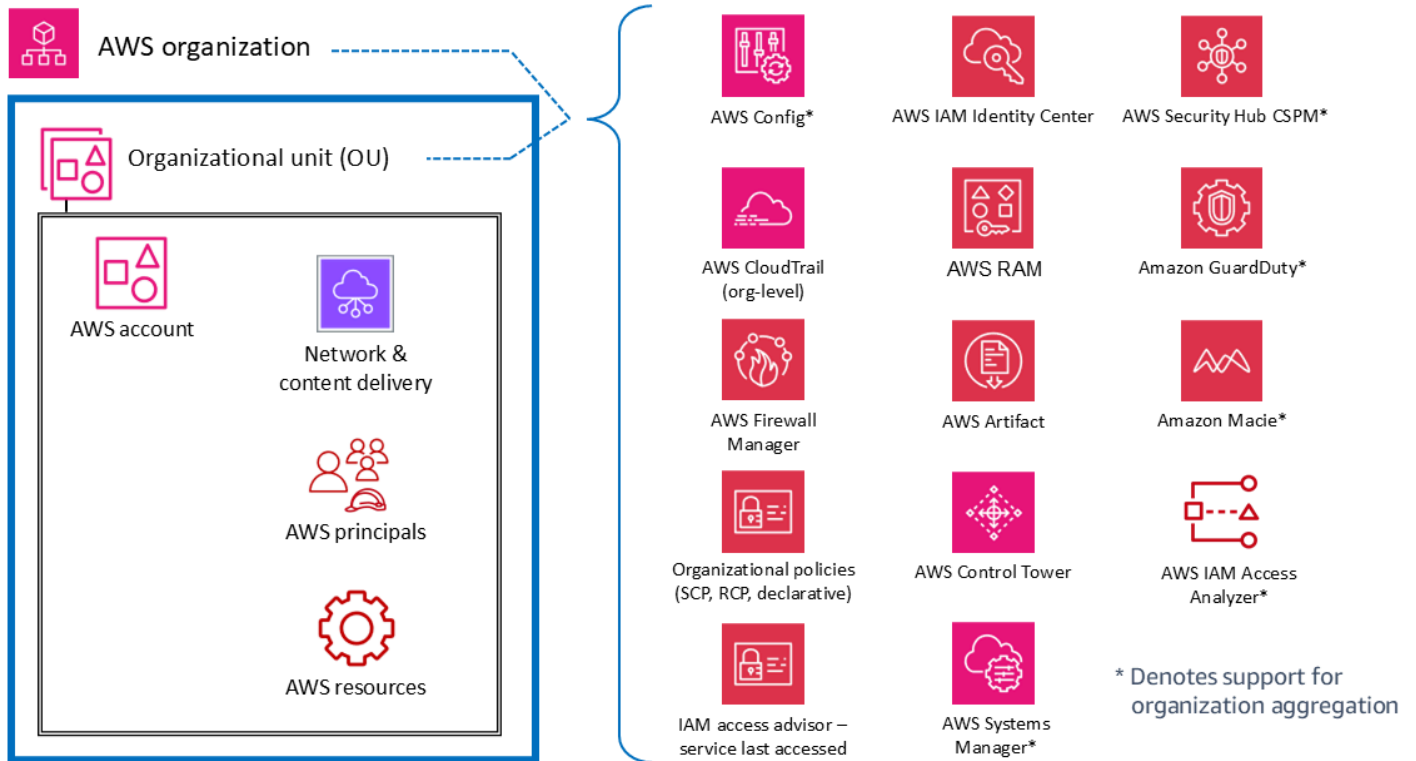 AWS organization
Organizational unit (OU)
AWS account
Network &
content delivery
AWS principals
AWS resources
AWS Config*
AWS IAM Identity Center
AWS Security Hub CSPM*
AWS CloudTrail
(org-level)
AWS RAM
Amazon GuardDuty*
AWS Firewall
Manager
AWS Artifact
Amazon Macie*
Organizational policies
(SCP, RCP, declarative)
AWS Control Tower
AWS IAM Access
Analyzer*
IAM access advisor –
service last accessed
AWS Systems
Manager*
* Denotes support for
organization aggregation